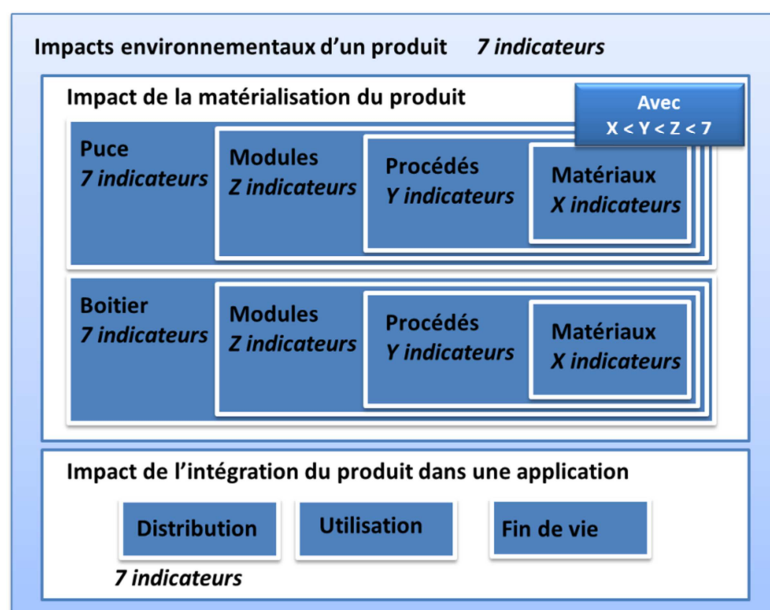 Impacts environnementaux d’un produit 7 indicateurs
Impact de la matérialisation du produit
Avec
X < Y < Z < 7
Puce
7 indicateurs
Modules
Z indicateurs
Procédés
Y indicateurs
Matériaux
X indicateurs
Boitier
7 indicateurs
Modules
Z indicateurs
Procédés
Y indicateurs
Matériaux
X indicateurs
Impact de l’intégration du produit dans une application
Distribution
Utilisation
Fin de vie
7 indicateurs